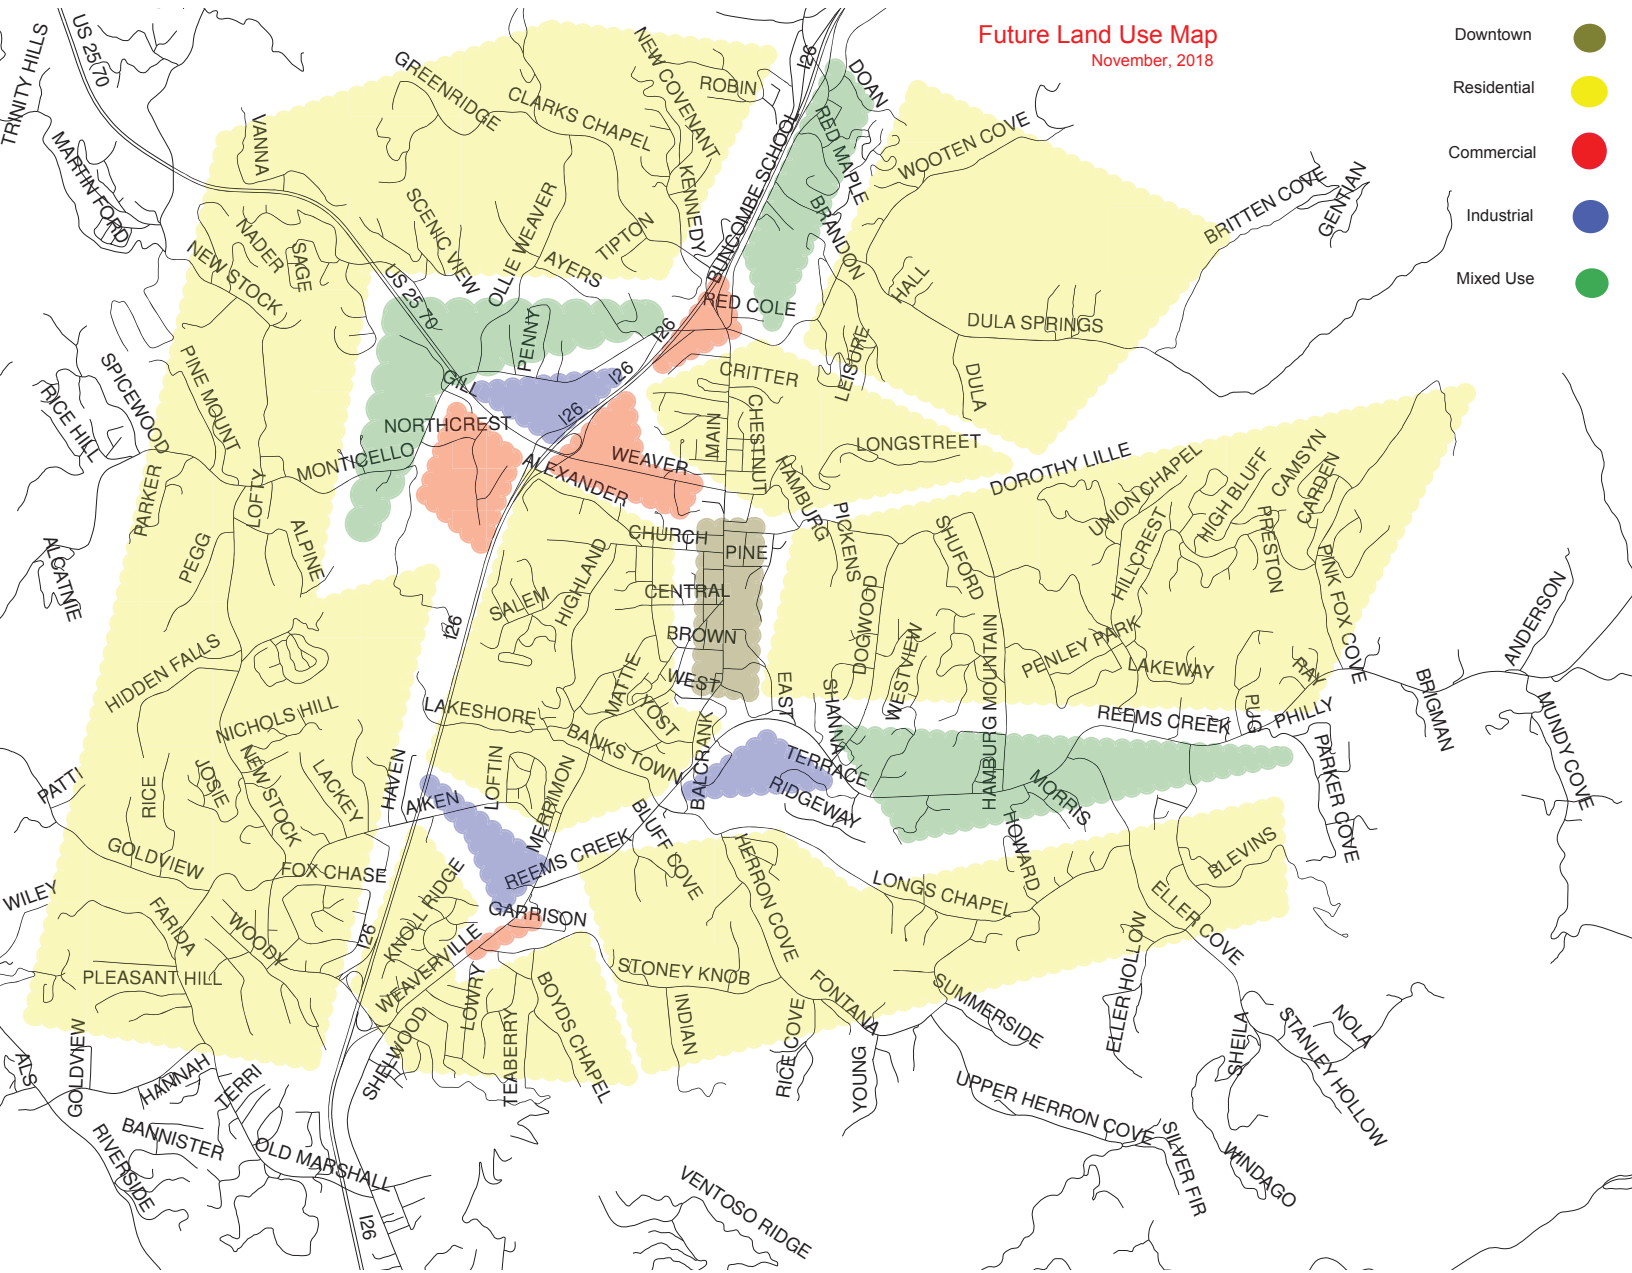 Future Land Use Map
November, 2018
Downtown
Residential
Commercial
Industrial
Mixed Use
TRINITY HILLS
US 25/70
MARTIN FORD
VANNA
GREENRIDGE
CLARKS CHAPEL
NEW COVENANT
ROBIN
I26
DOAN
RED MAPLE
BUNCOMBE SCHOOL
KENNEDY
WOOTEN COVE
BRITTEN COVE
GENTIAN
NADER
SAGE
NEW STOCK
SCENIC VIEW
OLLIE WEAVER
AYERS
TIPTON
BRANDON
HALL
US 25 70
PENNY
RED COLE
I26
DULA SPRINGS
LEISURE
DULA
SPICEWOOD
RICE HILL
PINE MOUNT
GILL
I26
I26
CRITTER
NORTHCREST
MONTICELLO
ALEXANDER
WEAVER
MAIN
CHESTNUT
LONGSTREET
HAMBURG
DOROTHY LILLE
PARKER
LOFTY
ALPINE
PEGG
ALCATNIE
CHURCH
PINE
PICKENS
SHUFORD
UNION CHAPEL
HIGH BLUFF
CAMSYN
CARDEN
HILLCREST
PRESTON
PINK FOX COVE
SALEM
HIGHLAND
CENTRAL
BROWN
WEST
I26
DOGWOOD
WESTVIEW
HAMBURG MOUNTAIN
PENLEY PARK
LAKEWAY
RAY
ANDERSON
BRIGMAN
HIDDEN FALLS
NICHOLS HILL
LAKESHORE
MATTIE
YOST
EAST
SHANNA
REEMS CREEK
PUG
PHILLY
MUNDY COVE
BANKS TOWN
BALCRANK
TERRACE
RIDGEWAY
MORRIS
PARKER COVE
PATTI
RICE
JOSIE
NEW STOCK
LACKEY
HAVEN
AIKEN
LOFTIN
MERRIMON
REEMS CREEK
BLUFF COVE
HERRON COVE
LONGS CHAPEL
HOWARD
BLEVINS
ELLER COVE
GOLDVIEW
FOX CHASE
WILEY
FARIDA
WOODY
I26
KNOLL RIDGE
GARRISON
WEAVERVILLE
PLEASANT HILL
LOWRY
TEABERRY
BOYDS CHAPEL
STONEY KNOB
INDIAN
FONTANA
RICE COVE
YOUNG
SUMMERSIDE
ELLER HOLLOW
SHEILA
STANLEY HOLLOW
NOLA
ALS
GOLDVIEW
HANNAH
TERRI
SHELWOOD
UPPER HERRON COVE
SILVER FIR
WINDAGO
BANNISTER
RIVERSIDE
OLD MARSHALL
I26
VENTOSO RIDGE